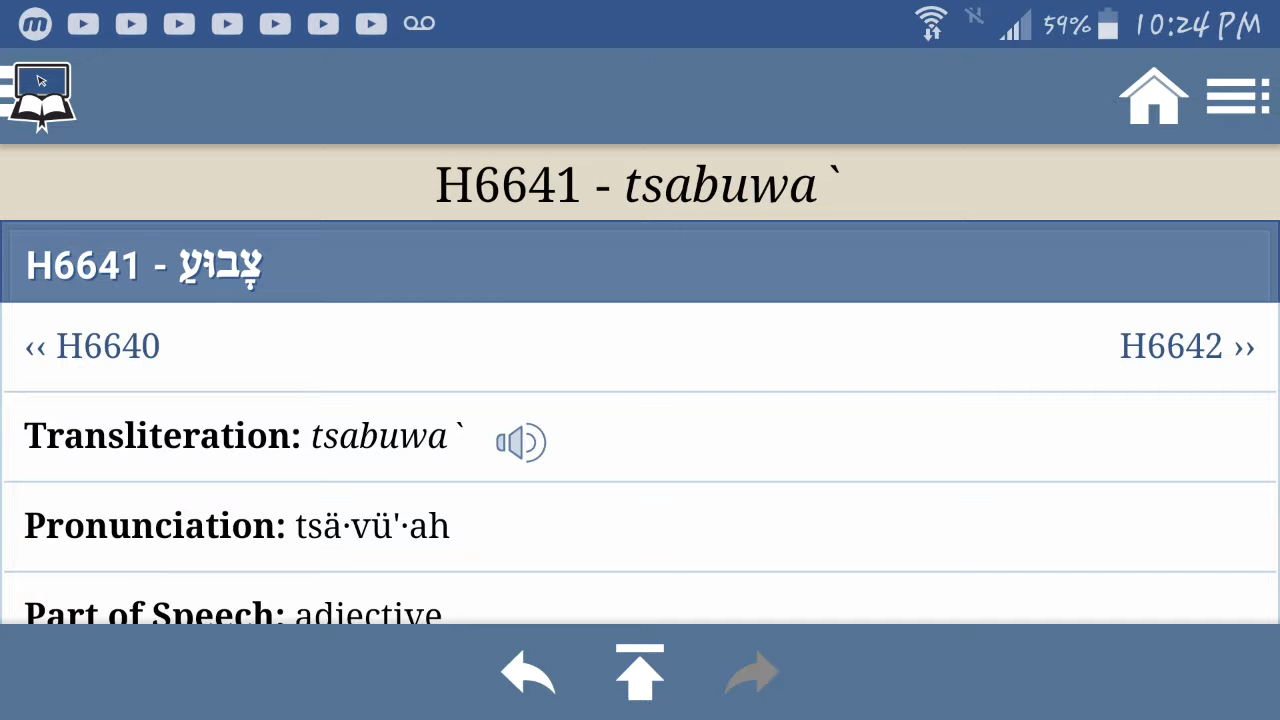 59% 10:24 PM
H6641 - tsabuwa `
H6641 - צָבוּעַ
‹‹ H6640 H6642 ››
Transliteration: tsabuwa `
Pronunciation: tsä·vü'·ah
Part of Speech: adjective